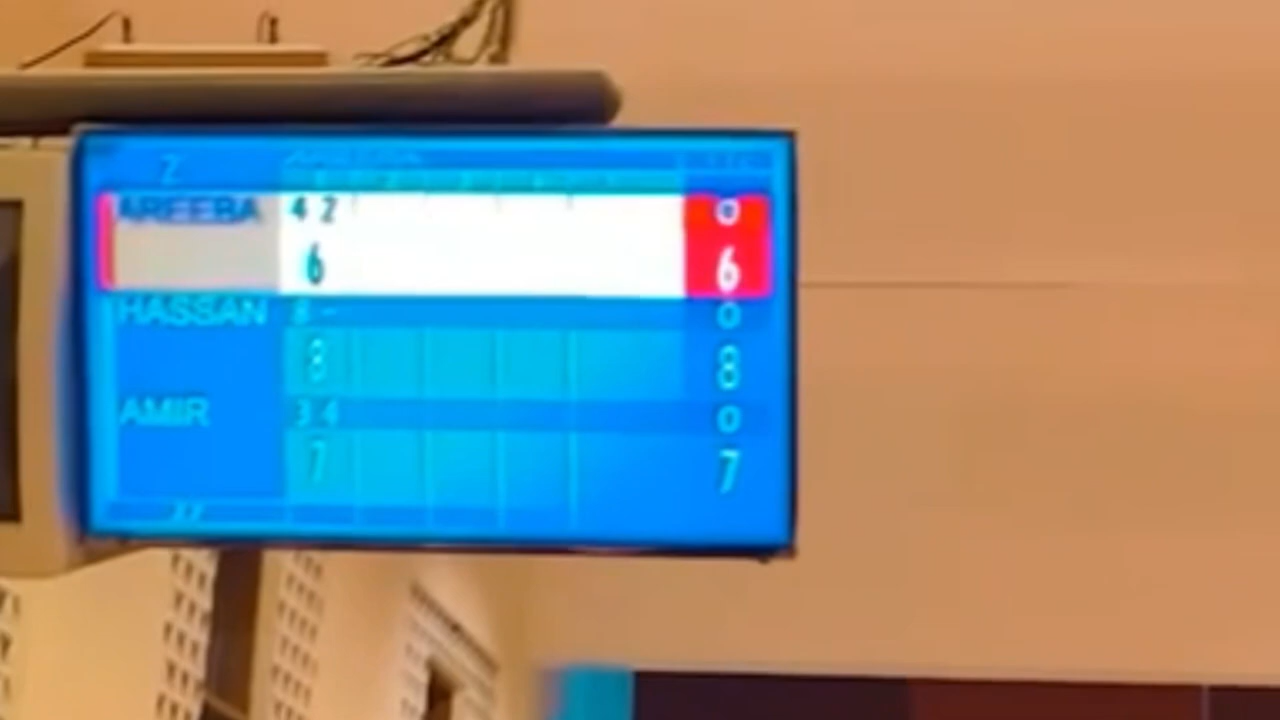 AREEBA 4 2 0
6 6
HASSAN 8 - 0
8 8
AMIR 3 4 0
7 7